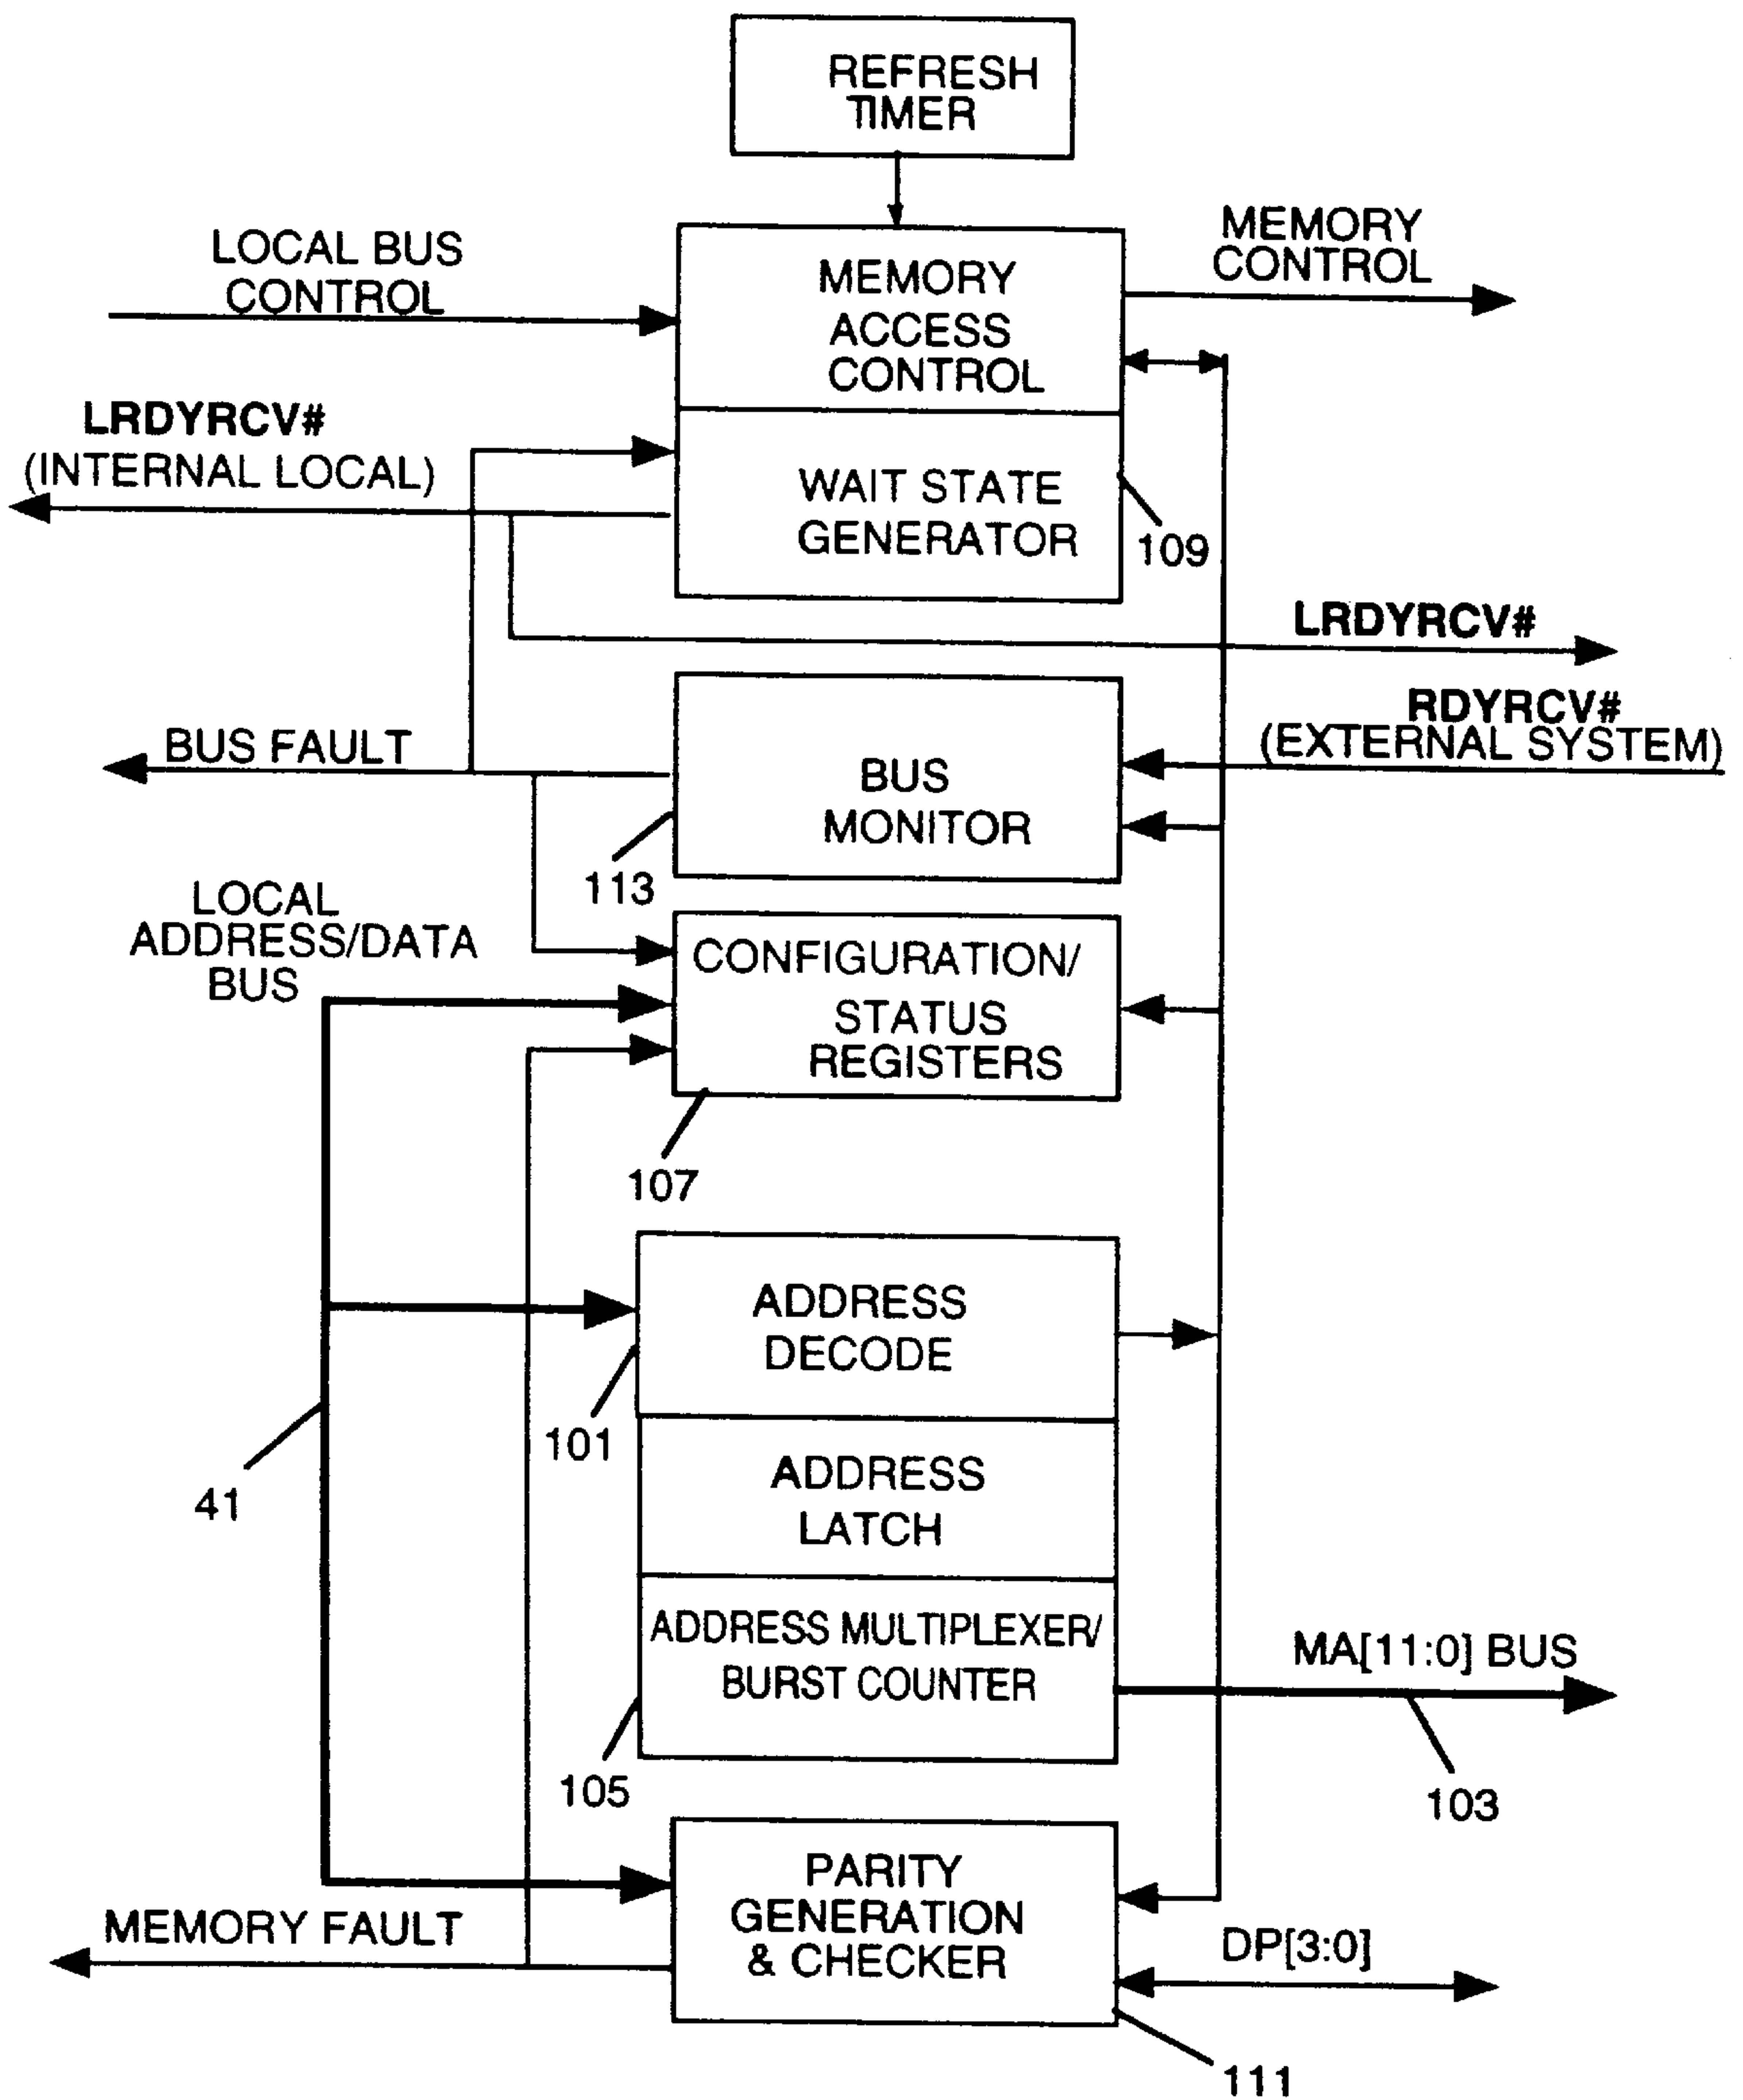 REFRESH
TIMER
LOCAL BUS
CONTROL
MEMORY
CONTROL
MEMORY
ACCESS
CONTROL
LRDYRCV#
(INTERNAL LOCAL)
WAIT STATE
GENERATOR
109
LRDYRCV#
RDYRCV#
(EXTERNAL SYSTEM)
BUS FAULT
BUS
MONITOR
113
LOCAL
ADDRESS/DATA
BUS
CONFIGURATION/
STATUS
REGISTERS
107
ADDRESS
DECODE
101
41
ADDRESS
LATCH
ADDRESS MULTIPLEXER/
BURST COUNTER
MA[11:0] BUS
105
103
PARITY
GENERATION
& CHECKER
MEMORY FAULT
DP[3:0]
111